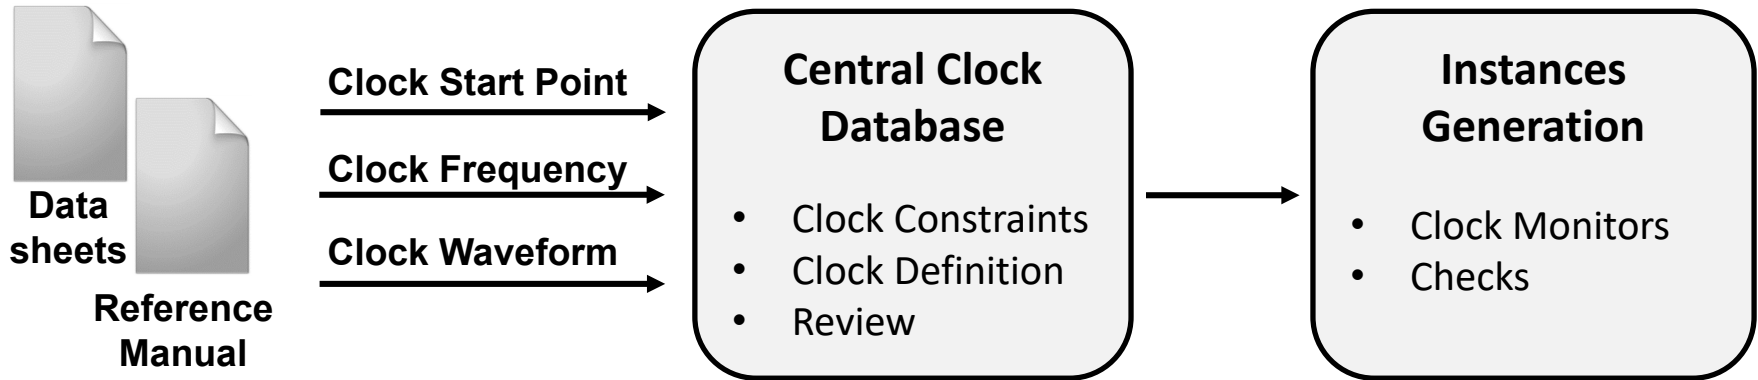 Data
sheets
Reference
Manual
Clock Start Point
Clock Frequency
Clock Waveform
Central Clock
Database
• Clock Constraints
• Clock Definition
• Review
Instances
Generation
• Clock Monitors
• Checks